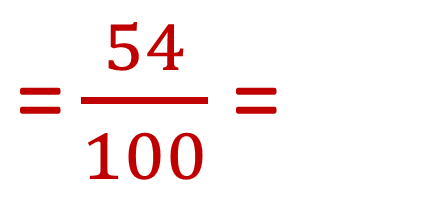 = 54/100 =